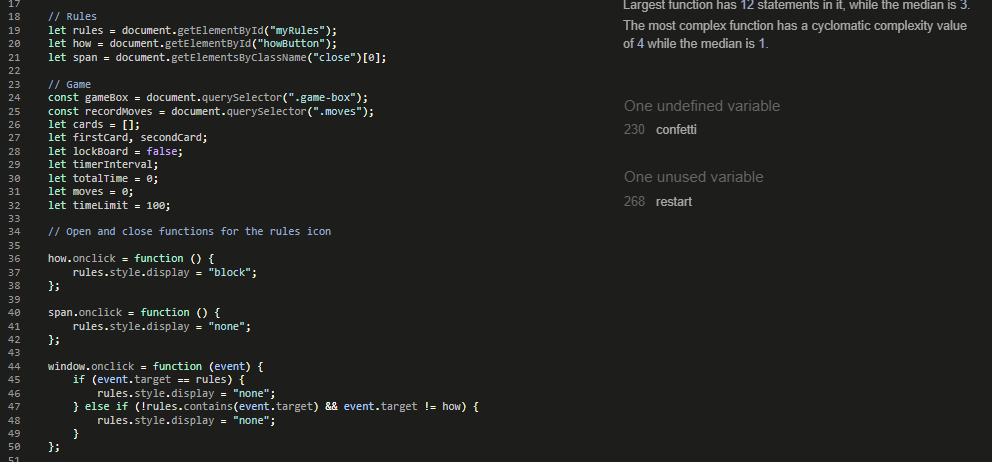 17
18 // Rules
19 let rules = document.getElementById("myRules");
20 let how = document.getElementById("howButton");
21 let span = document.getElementsByClassName("close")[0];
22
23 // Game
24 const gameBox = document.querySelector(".game-box");
25 const recordMoves = document.querySelector(".moves");
26 let cards = [];
27 let firstCard, secondCard;
28 let lockBoard = false;
29 let timerInterval;
30 let totalTime = 0;
31 let moves = 0;
32 let timeLimit = 100;
33
34 // Open and close functions for the rules icon
35
36 how.onclick = function () {
37 rules.style.display = "block";
38 };
39
40 span.onclick = function () {
41 rules.style.display = "none";
42 };
43
44 window.onclick = function (event) {
45 if (event.target == rules) {
46 rules.style.display = "none";
47 } else if (!rules.contains(event.target) && event.target != how) {
48 rules.style.display = "none";
49 }
50 };
51
Largest function has 12 statements in it, while the median is 3.
The most complex function has a cyclomatic complexity value
of 4 while the median is 1.
One undefined variable
230 confetti
One unused variable
268 restart